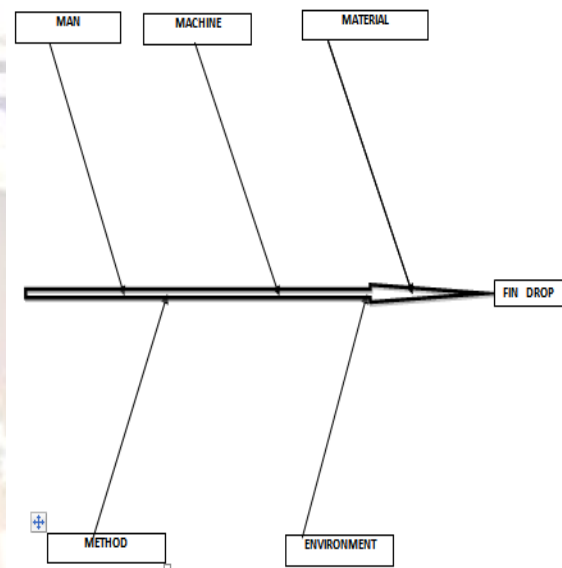 MAN
MACHINE
MATERIAL
FIN DROP
METHOD
ENVIRONMENT